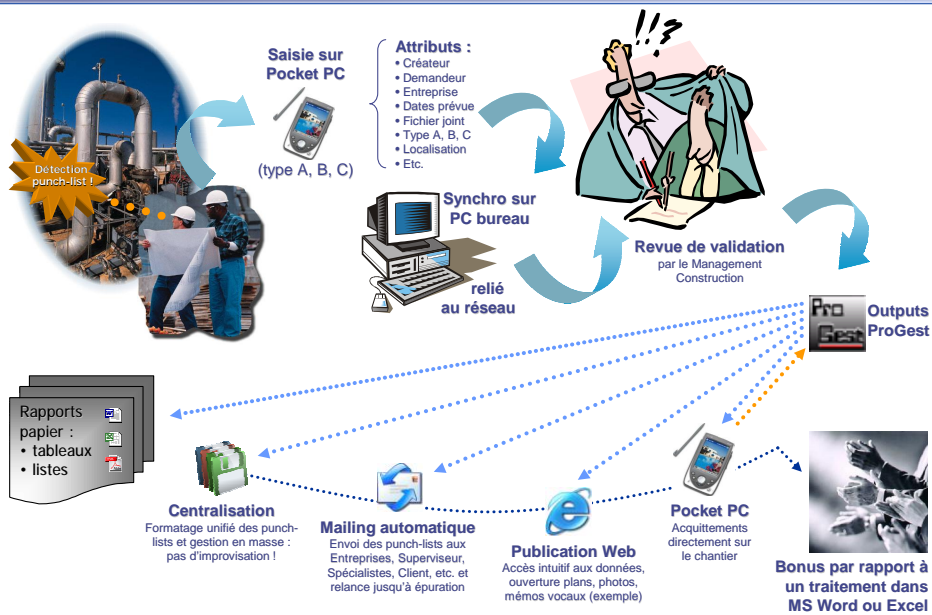 Détection
punch-list !
Saisie sur
Pocket PC
(type A, B, C)
Attributs :
• Créateur
• Demandeur
• Entreprise
• Dates prévue
• Fichier joint
• Type A, B, C
• Localisation
• Etc.
!!?
Synchro sur
PC bureau
relié
au réseau
Revue de validation
par le Management
Construction
Pro
Gest
Outputs
ProGest
Rapports
papier :
• tableaux
• listes
Centralisation
Formatage unifié des punch-
lists et gestion en masse :
pas d'improvisation !
Mailing automatique
Envoi des punch-lists aux
Entreprises, Superviseur,
Spécialistes, Client, etc. et
relance jusqu'à épuration
Publication Web
Accès intuitif aux données,
ouverture plans, photos,
mémos vocaux (exemple)
Pocket PC
Acquittements
directement sur
le chantier
Bonus par rapport à
un traitement dans
MS Word ou Excel